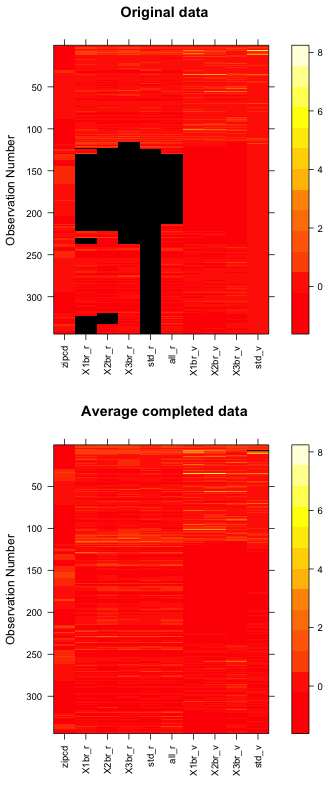 Original data
Observation Number
50
100
150
200
250
300
zipcd
X1br_r
X2br_r
X3br_r
std_r
all_r
X1br_v
X2br_v
X3br_v
std_v
8
6
4
2
0
Average completed data
Observation Number
50
100
150
200
250
300
zipcd
X1br_r
X2br_r
X3br_r
std_r
all_r
X1br_v
X2br_v
X3br_v
std_v
8
6
4
2
0